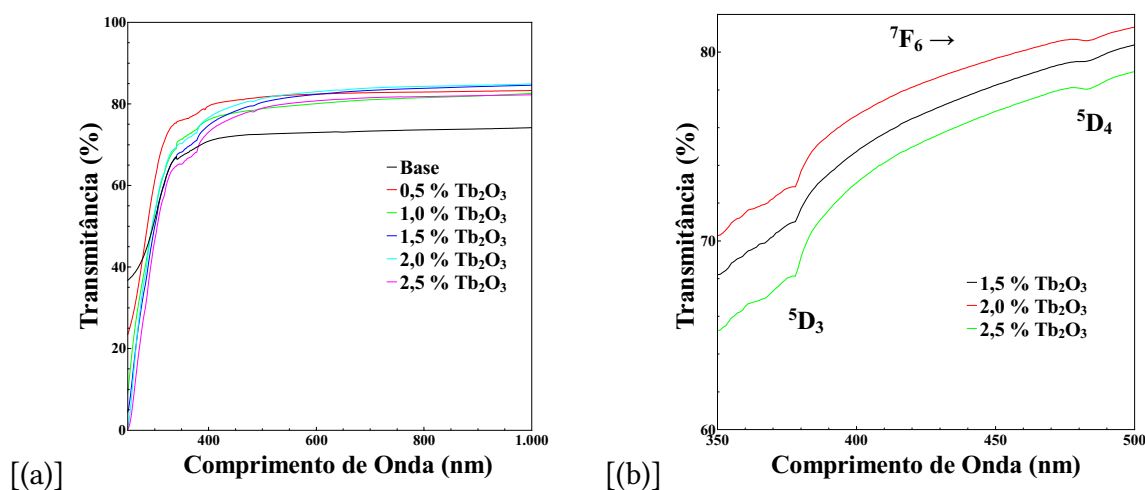 100
80
60
40
20
0
400
600
800
1.000
Transmitância (%)
Comprimento de Onda (nm)
Base
0,5 % Tb₂O₃
1,0 % Tb₂O₃
1,5 % Tb₂O₃
2,0 % Tb₂O₃
2,5 % Tb₂O₃
[(a)]
80
70
60
350
400
450
500
Transmitância (%)
Comprimento de Onda (nm)
⁷F₆ →
⁵D₄
⁵D₃
1,5 % Tb₂O₃
2,0 % Tb₂O₃
2,5 % Tb₂O₃
[(b)]